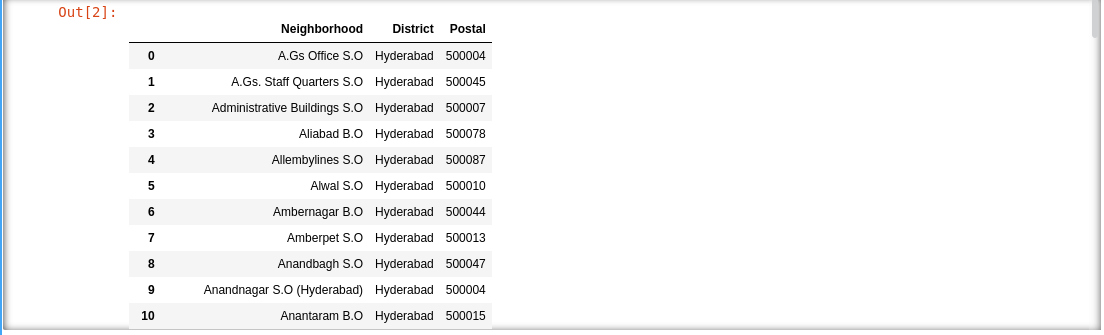 Out[2]:
Neighborhood District Postal
0 A.Gs Office S.O Hyderabad 500004
1 A.Gs. Staff Quarters S.O Hyderabad 500045
2 Administrative Buildings S.O Hyderabad 500007
3 Aliabad B.O Hyderabad 500078
4 Allembylines S.O Hyderabad 500087
5 Alwal S.O Hyderabad 500010
6 Ambernagar B.O Hyderabad 500044
7 Amberpet S.O Hyderabad 500013
8 Anandbagh S.O Hyderabad 500047
9 Anandnagar S.O (Hyderabad) Hyderabad 500004
10 Anantaram B.O Hyderabad 500015